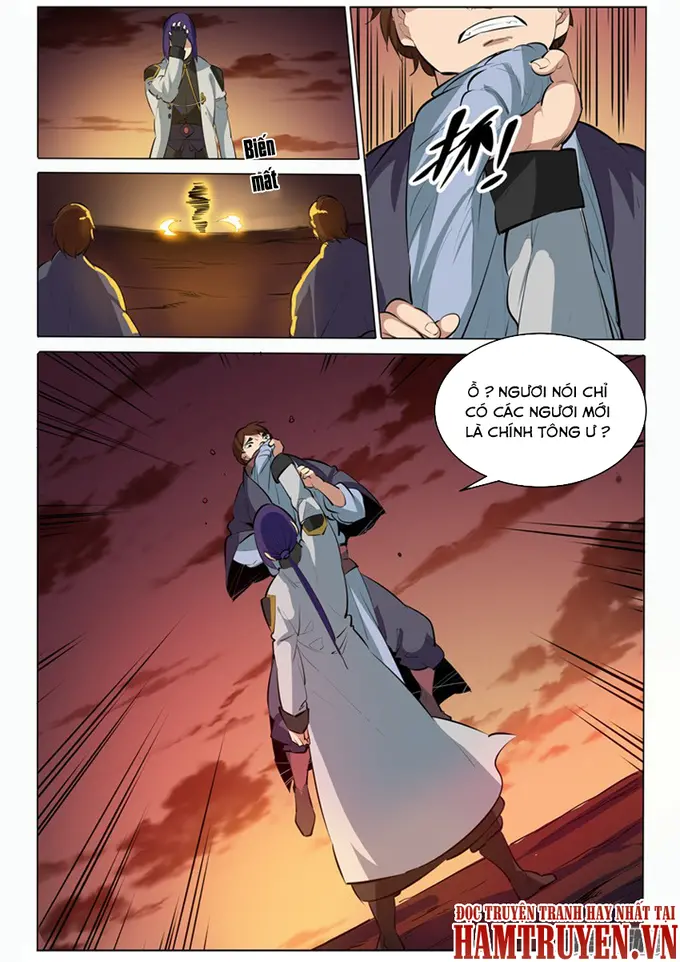 Biến
mất
抓!
Ồ ? NGƯƠI NÓI CHỈ
CÓ CÁC NGƯƠI MỚI
LÀ CHÍNH TÔNG Ư ?
ĐỌC TRUYỆN TRANH HAY NHẤT TẠI
HAMTRUYEN.VN